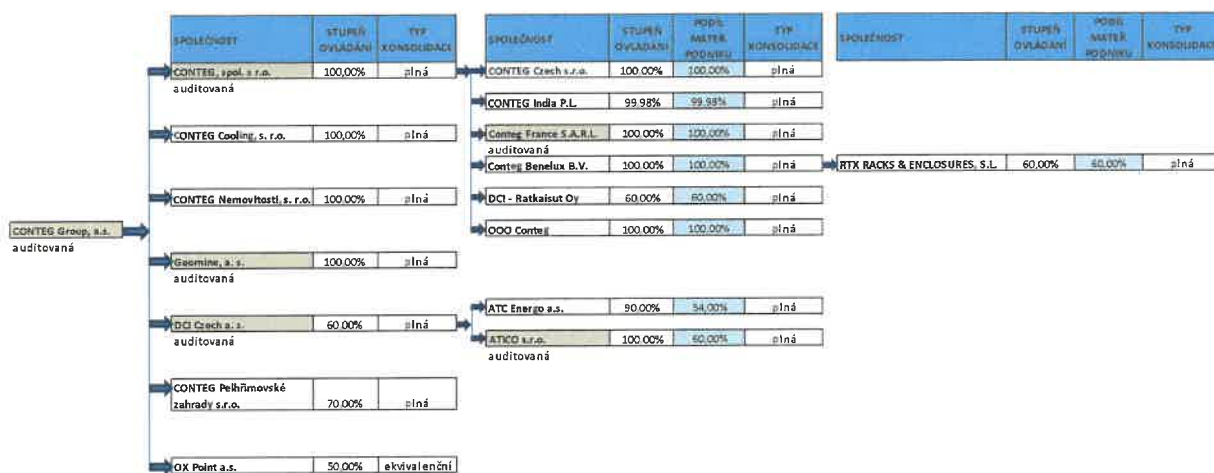 SPOLEČNOST STUPEŇ OVLÁDÁNÍ TYP KONSOLIDACE
SPOLEČNOST STUPEŇ OVLÁDÁNÍ PODÍL MATEŘ. PODNIKU TYP KONSOLIDACE
SPOLEČNOST STUPEŇ OVLÁDÁNÍ PODÍL MATEŘ. PODNIKU TYP KONSOLIDACE
CONTEG, spol. s r.o. 100,00% plná
auditovaná
CONTEG Czech s.r.o. 100.00% 100,00% plná
CONTEG India P.L. 99,98% 99,98% plná
CONTEG Cooling, s. r.o. 100,00% plná
Conteg France S.A.R.L. 100.00% 100,00% plná
auditovaná
Conteg Benelux B.V. 100.00% 100,00% plná
RTX RACKS & ENCLOSURES, S.L. 60,00% 60,00% plná
CONTEG Nemovitosti, s. r.o. 100,00% plná
DCI - Ratkaisut Oy 60,00% 60,00% plná
CONTEG Group, a.s.
auditovaná
OOO Conteg 100.00% 100,00% plná
Geomine, a. s. 100,00% plná
auditovaná
DCI Czech a. s. 60.00% plná
auditovaná
ATC Energo a.s. 90.00% 54,00% plná
ATICO s.r.o. 100.00% 60,00% plná
auditovaná
CONTEG Pelhřimovské
zahrady s.r.o. 70.00% plná
OX Point a.s. 50,00% ekvivalenční